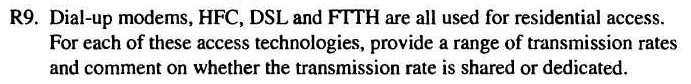 R9. Dial-up modems, HFC, DSL and FTTH are all used for residential access.
For each of these access technologies, provide a range of transmission rates
and comment on whether the transmission rate is shared or dedicated.